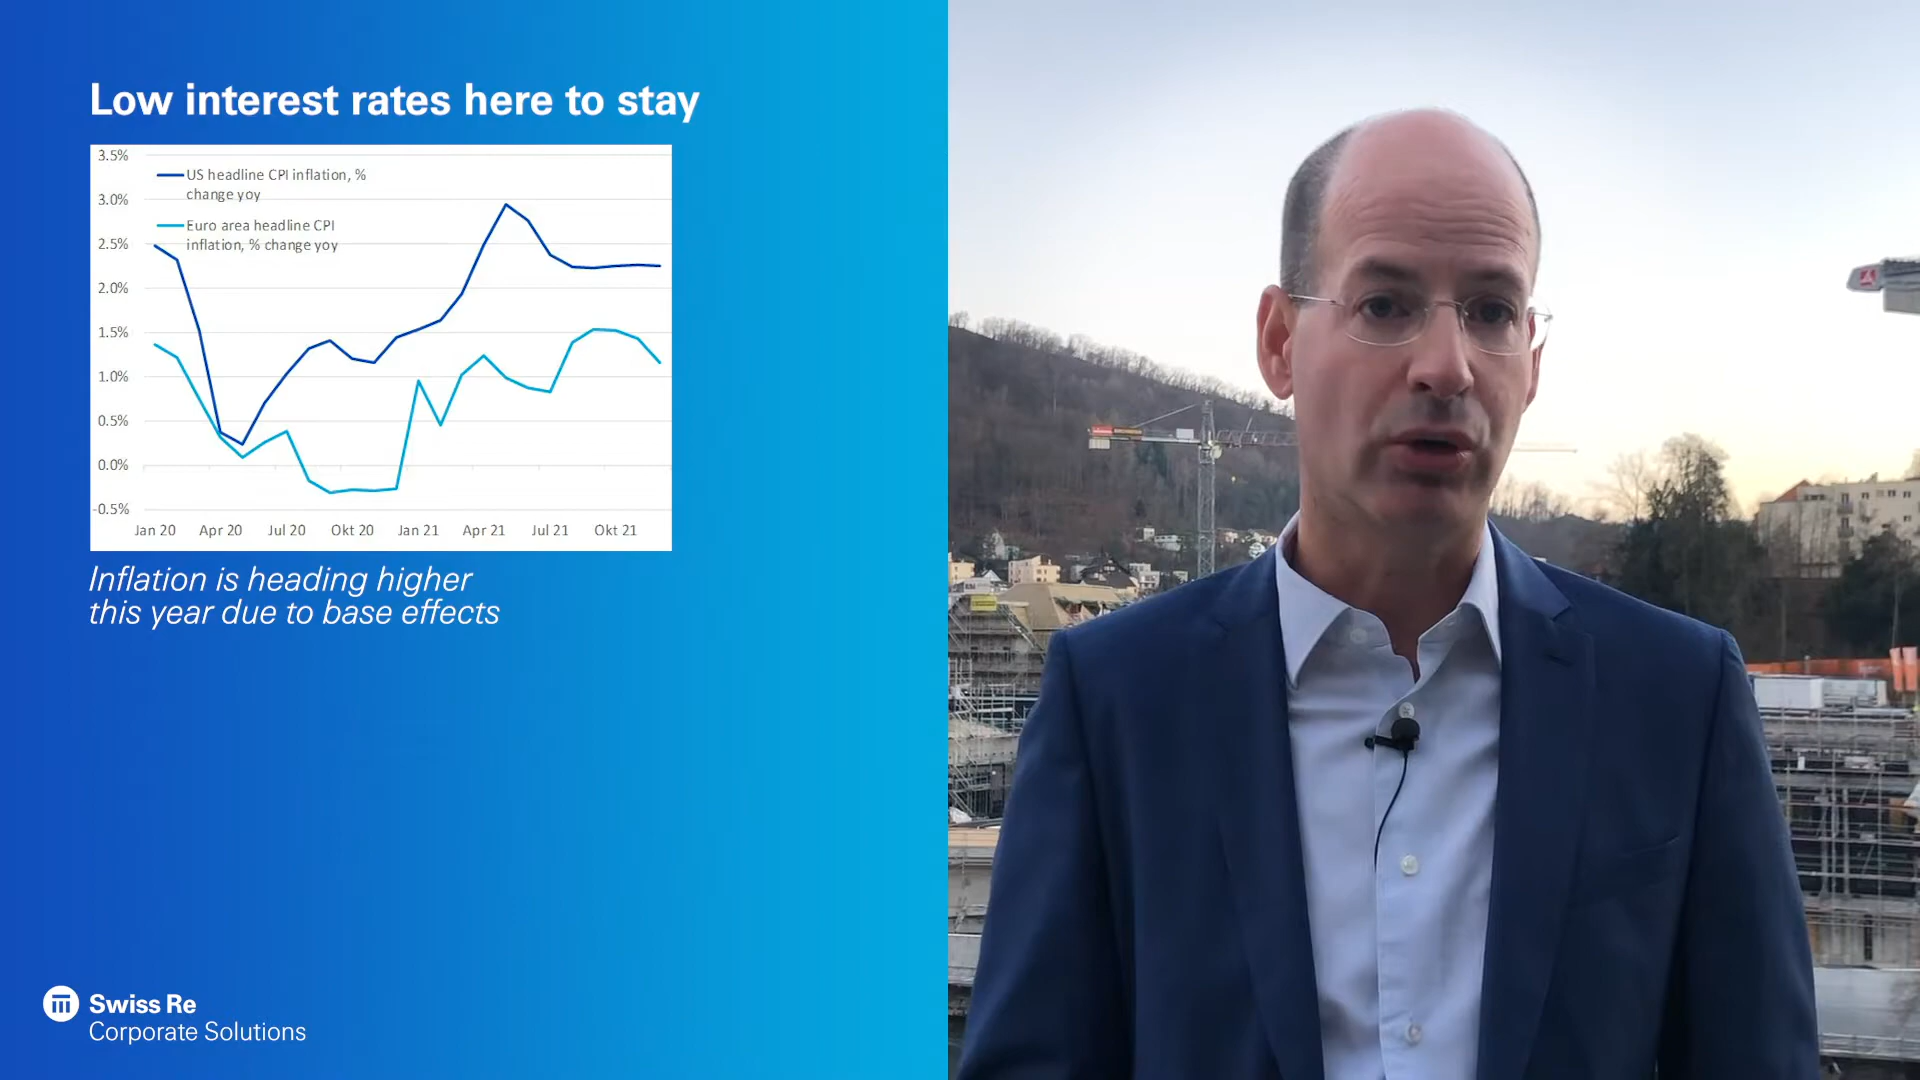 Low interest rates here to stay
3.5%
3.0%
2.5%
2.0%
1.5%
1.0%
0.5%
0.0%
-0.5%
US headline CPI inflation, %
change yoy
Euro area headline CPI
inflation, % change yoy
Jan 20 Apr 20 Jul 20 Okt 20 Jan 21 Apr 21 Jul 21 Okt 21
Inflation is heading higher
this year due to base effects
Swiss Re
Corporate Solutions